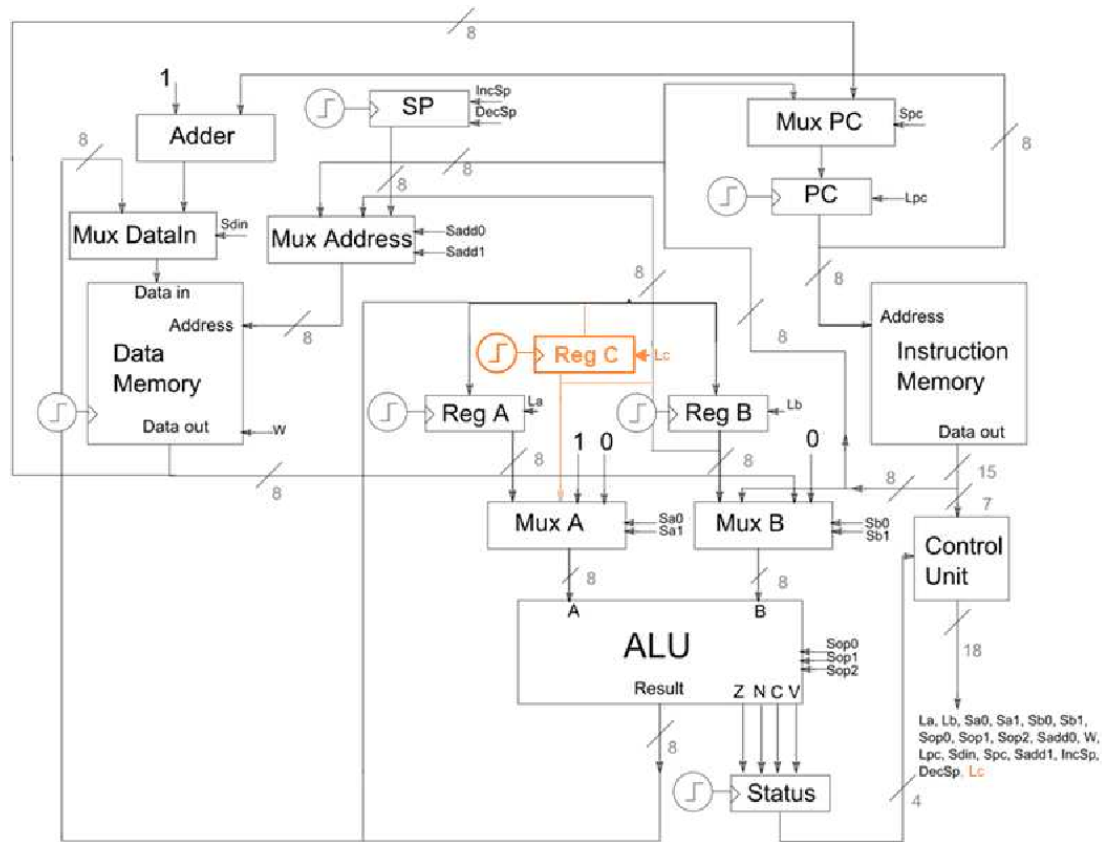 8
1
SP
IncSp
DecSp
Adder
Mux PC
Spc
8
8
8
8
PC
Lpc
Mux DataIn
Sdin
Mux Address
Sadd0
Sadd1
8
8
Data in
Address
8
8
8
Address
Data
Memory
Reg C
Lc
Instruction
Memory
Reg A
La
Reg B
Lb
Data out
W
Data out
1 0
0
8
8
8
8
15
7
Mux A
Sa0
Sa1
Mux B
Sb0
Sb1
Control
Unit
8
8
A
B
ALU
Sop0
Sop1
Sop2
18
Result
Z N C V
La, Lb, Sa0, Sa1, Sb0, Sb1,
Sop0, Sop1, Sop2, Sadd0, W,
Lpc, Sdin, Spc, Sadd1, IncSp,
DecSp, Lc
8
Status
4